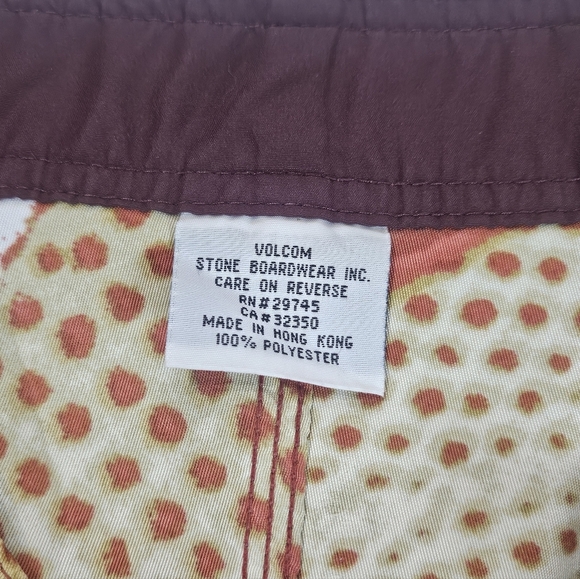 VOLCOM
STONE BOARDWEAR INC.
CARE ON REVERSE
RN#29745
CA#32350
MADE IN HONG KONG
100% POLYESTER